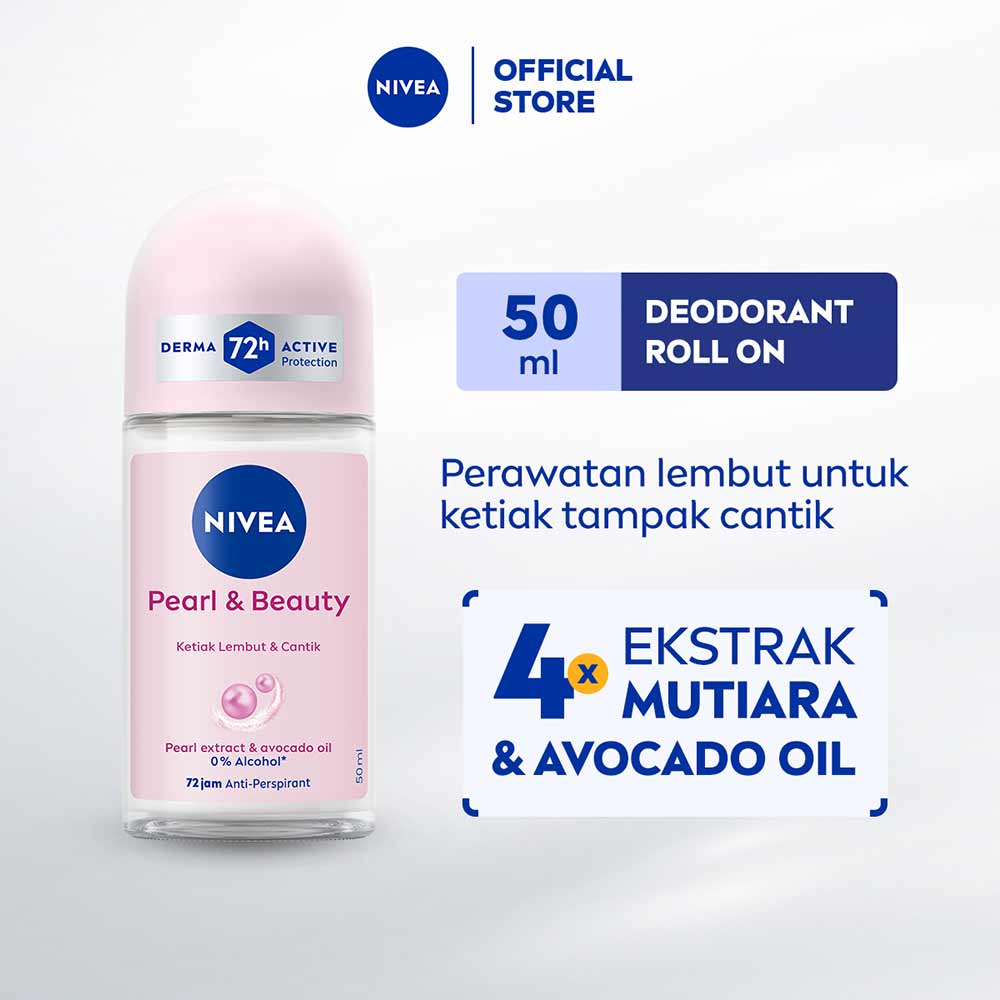 NIVEA
OFFICIAL
STORE
DERMA 72h ACTIVE
Protection
NIVEA
Pearl & Beauty
Ketiak Lembut & Cantik
Pearl extract & avocado oil
0% Alcohol*
72 jam Anti-Perspirant
50 ml
50
ml
DEODORANT
ROLL ON
Perawatan lembut untuk
ketiak tampak cantik
4x EKSTRAK
MUTIARA
& AVOCADO OIL